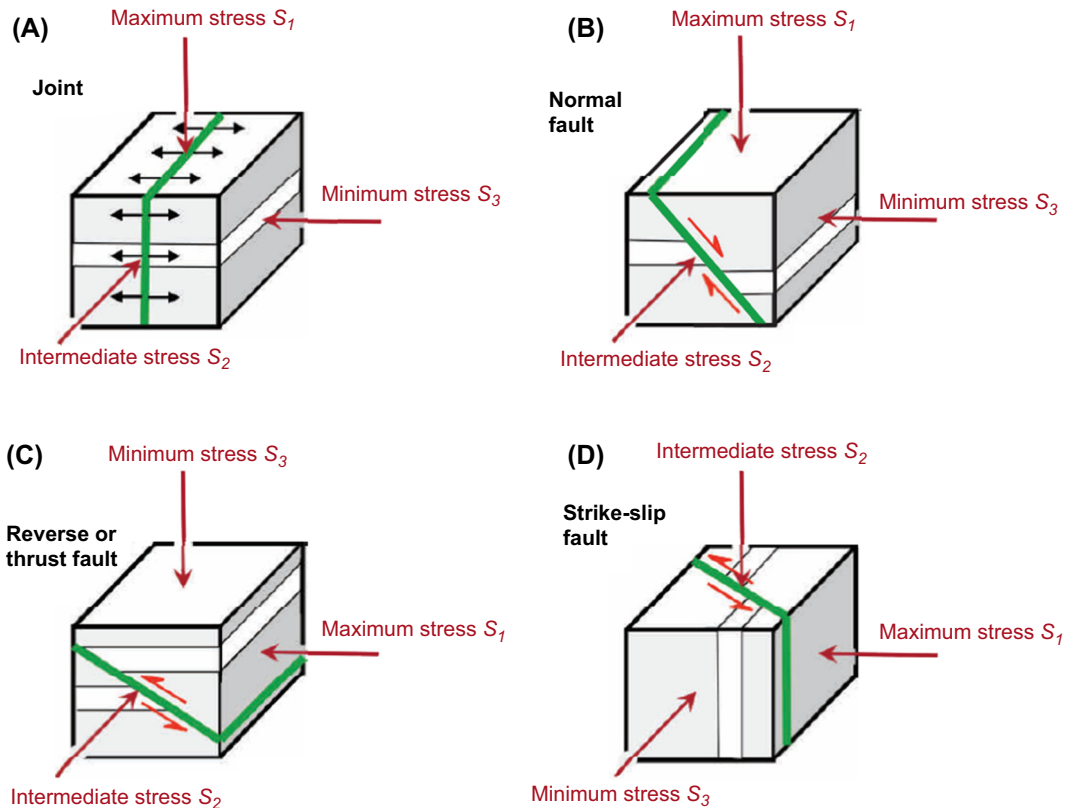 (A)
Maximum stress S1
Joint
Minimum stress S3
Intermediate stress S2
(B)
Maximum stress S1
Normal
fault
Minimum stress S3
Intermediate stress S2
(C)
Minimum stress S3
Reverse or
thrust fault
Maximum stress S1
Intermediate stress S2
(D)
Intermediate stress S2
Strike-slip
fault
Maximum stress S1
Minimum stress S3